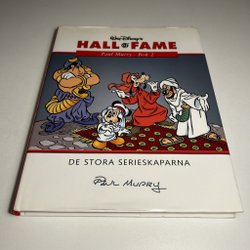 Walt Disney's
HALL OF FAME
Paul Murry - Bok 2
DE STORA SERIESKAPARNA
Paul Murry